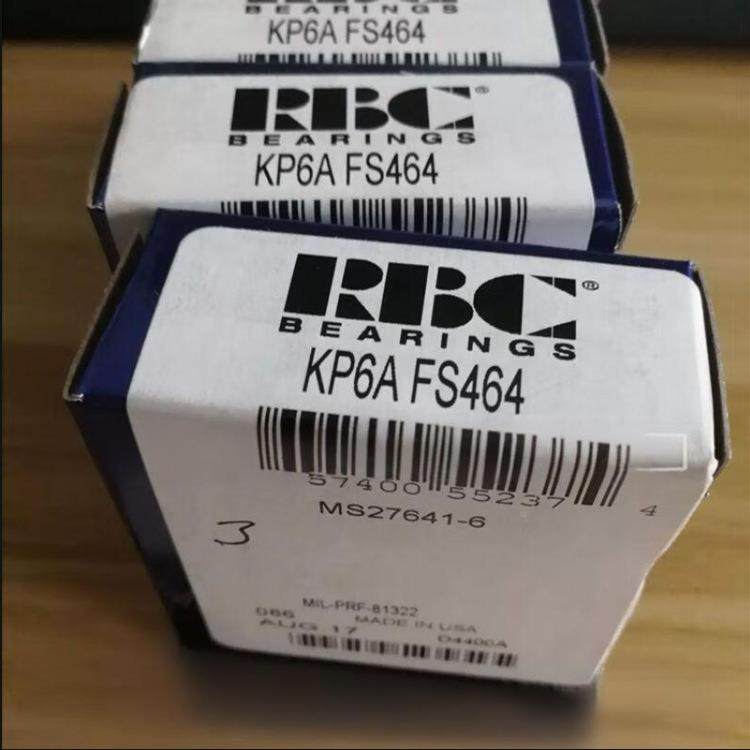 BEARINGS
KP6A FS464
RBC®
BEARINGS
KP6A FS464
RBC®
BEARINGS
KP6A FS464
57400 55237 4
MS27641-6
3
MIL-PRF-81322
066 MADE IN USA
AUG 17 D4406A